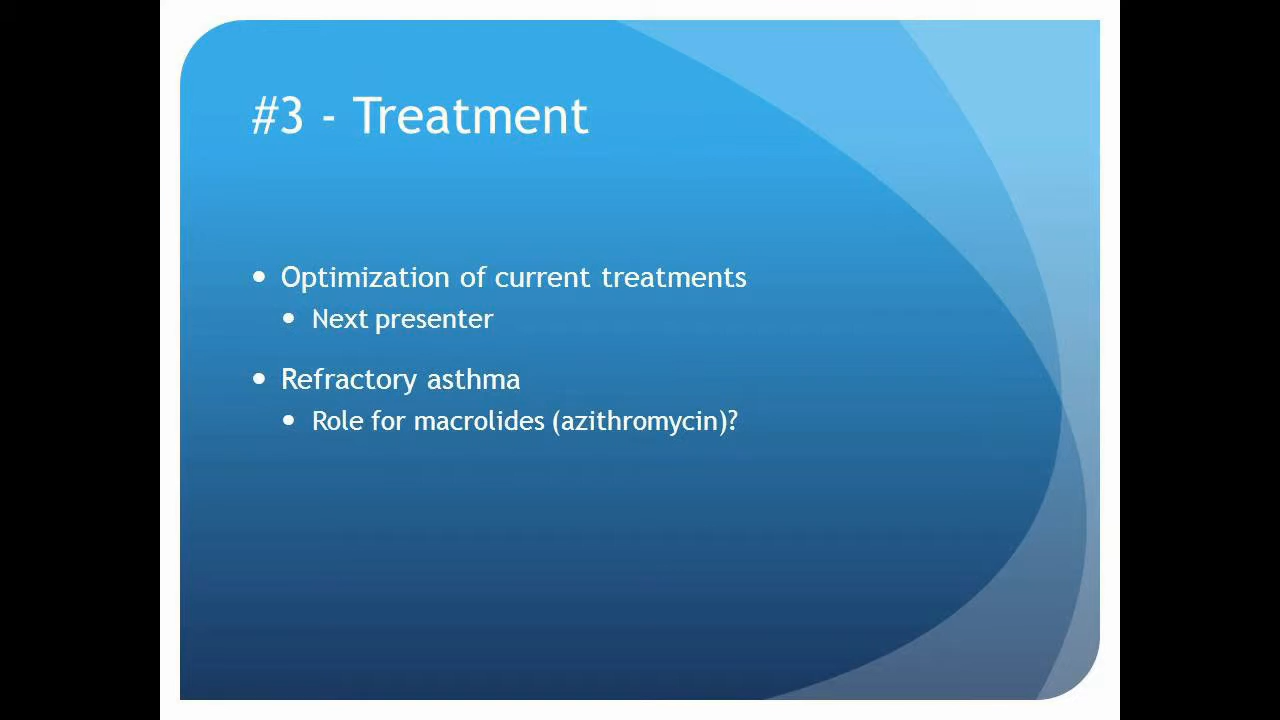 #3 - Treatment
• Optimization of current treatments
• Next presenter
• Refractory asthma
• Role for macrolides (azithromycin)?